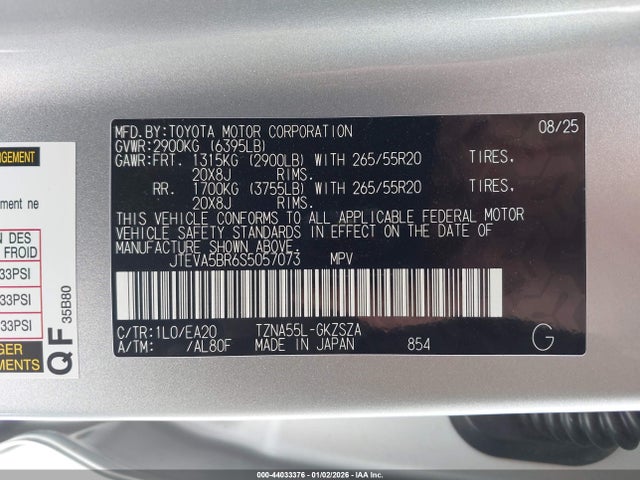 MFD.BY:TOYOTA MOTOR CORPORATION 08/25
GVWR:2900KG (6395LB)
GAWR:FRT. 1315KG (2900LB) WITH 265/55R20 TIRES,
20X8J RIMS.
RR. 1700KG (3755LB) WITH 265/55R20 TIRES,
20X8J RIMS.
THIS VEHICLE CONFORMS TO ALL APPLICABLE FEDERAL MOTOR
VEHICLE SAFETY STANDARDS IN EFFECT ON THE DATE OF
MANUFACTURE SHOWN ABOVE.
JTEVA5BR6S5057073 MPV
C/TR:1L0/EA20 TZNA55L-GKZSZA
A/TM: /AL80F MADE IN JAPAN 854 G
ement ne
N DES
FROID
33PSI
33PSI
GER
MENTS
QF 35B80
000-44033376 - 01/02/2026 - IAA Inc.